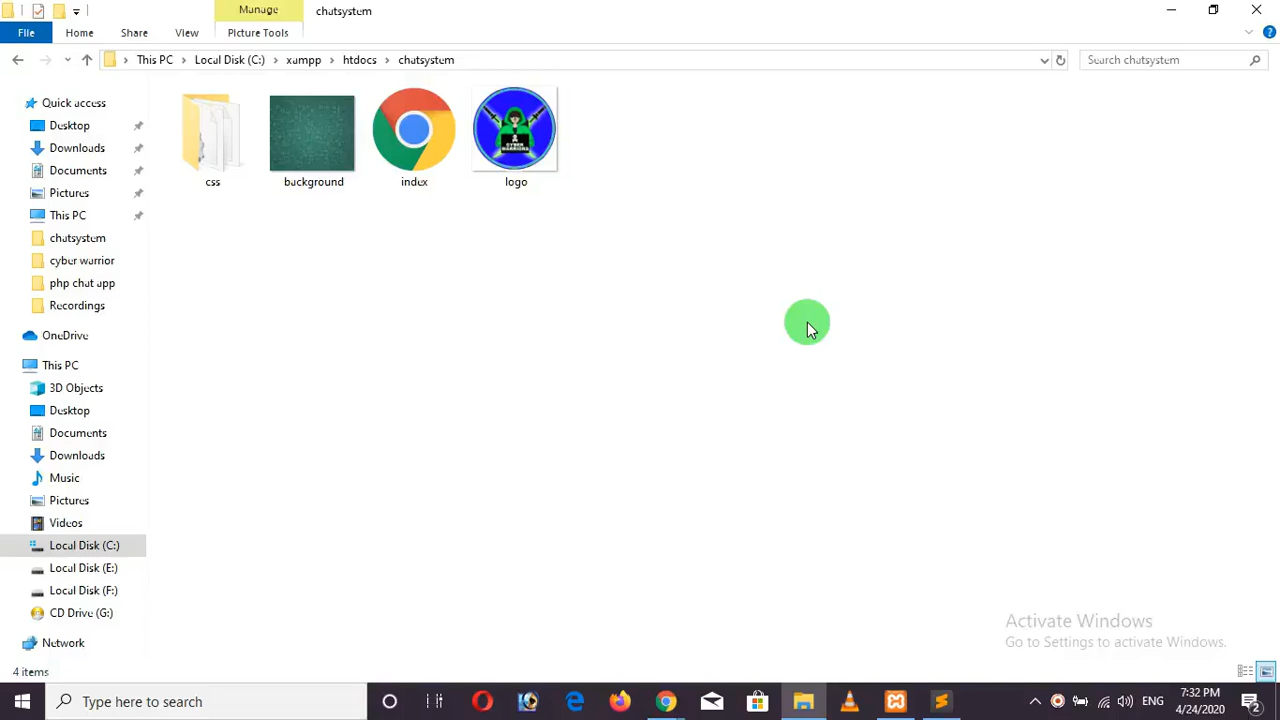 Manage
chatsystem
File
Home
Share
View
Picture Tools
This PC
Local Disk (C:)
xampp
htdocs
chatsystem
Search chatsystem
Quick access
Desktop
Downloads
Documents
Pictures
This PC
chatsystem
cyber warrior
php chat app
Recordings
OneDrive
This PC
3D Objects
Desktop
Documents
Downloads
Music
Pictures
Videos
Local Disk (C:)
Local Disk (E:)
Local Disk (F:)
CD Drive (G:)
Network
css
background
index
CYBER
WARRIORS
logo
Activate Windows
Go to Settings to activate Windows.
4 items
Type here to search
ENG
7:32 PM
4/24/2020
2